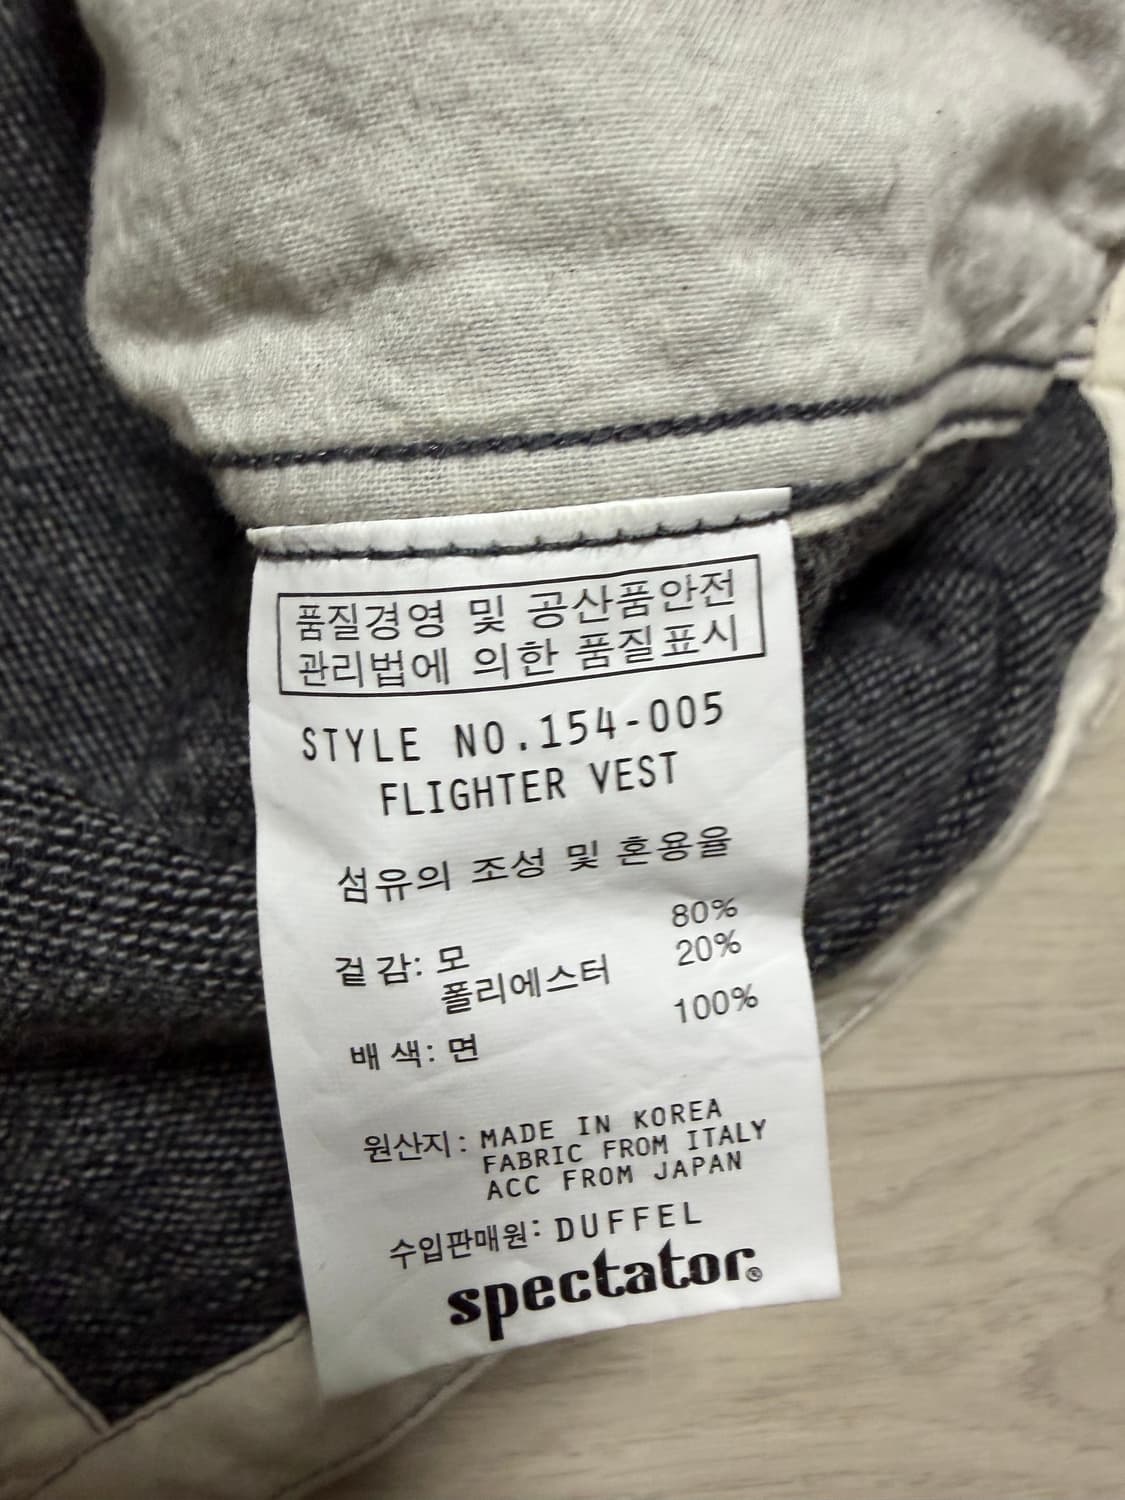 품질경영 및 공산품안전
관리법에 의한 품질표시
STYLE NO.154-005
FLIGHTER VEST
섬유의 조성 및 혼용율
겉 감: 모 80%
폴리에스터 20%
배 색: 면 100%
원산지: MADE IN KOREA
FABRIC FROM ITALY
ACC FROM JAPAN
수입판매원: DUFFEL
spectator®